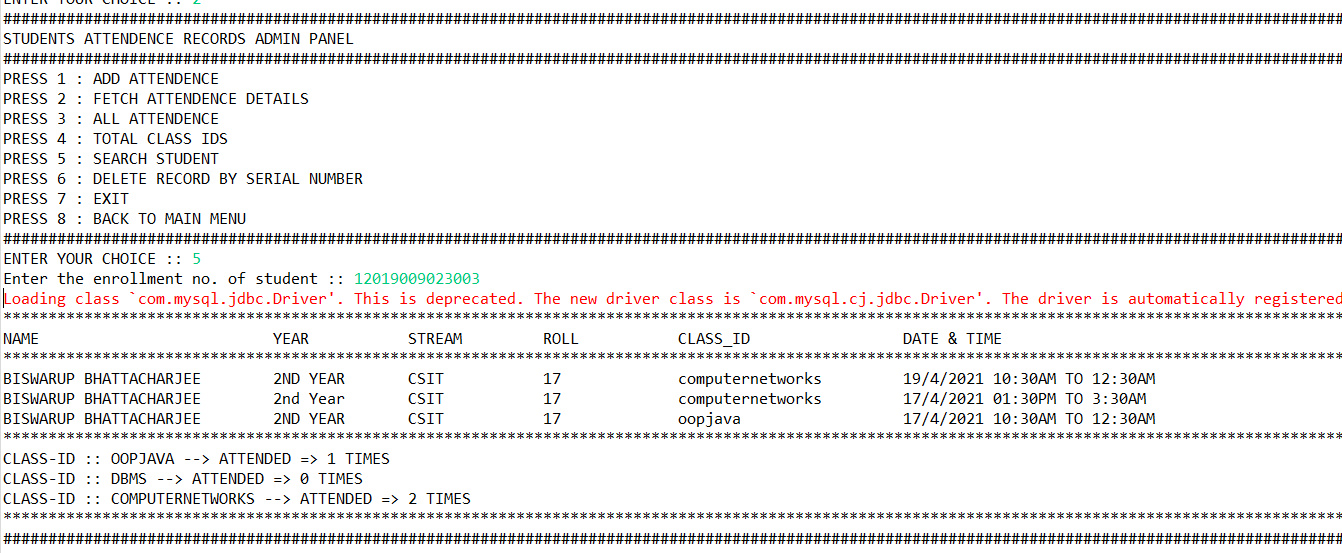 ENTER YOUR CHOICE :: 2
######################################################################################################################################################
STUDENTS ATTENDENCE RECORDS ADMIN PANEL
######################################################################################################################################################
PRESS 1 : ADD ATTENDENCE
PRESS 2 : FETCH ATTENDENCE DETAILS
PRESS 3 : ALL ATTENDENCE
PRESS 4 : TOTAL CLASS IDS
PRESS 5 : SEARCH STUDENT
PRESS 6 : DELETE RECORD BY SERIAL NUMBER
PRESS 7 : EXIT
PRESS 8 : BACK TO MAIN MENU
######################################################################################################################################################
ENTER YOUR CHOICE :: 5
Enter the enrollment no. of student :: 12019009023003
Loading class `com.mysql.jdbc.Driver'. This is deprecated. The new driver class is `com.mysql.cj.jdbc.Driver'. The driver is automatically registered
******************************************************************************************************************************************************
NAME YEAR STREAM ROLL CLASS_ID DATE & TIME
******************************************************************************************************************************************************
BISWARUP BHATTACHARJEE 2ND YEAR CSIT 17 computernetworks 19/4/2021 10:30AM TO 12:30AM
BISWARUP BHATTACHARJEE 2nd Year CSIT 17 computernetworks 17/4/2021 01:30PM TO 3:30AM
BISWARUP BHATTACHARJEE 2ND YEAR CSIT 17 oopjava 17/4/2021 10:30AM TO 12:30AM
******************************************************************************************************************************************************
CLASS-ID :: OOPJAVA --> ATTENDED => 1 TIMES
CLASS-ID :: DBMS --> ATTENDED => 0 TIMES
CLASS-ID :: COMPUTERNETWORKS --> ATTENDED => 2 TIMES
******************************************************************************************************************************************************
######################################################################################################################################################